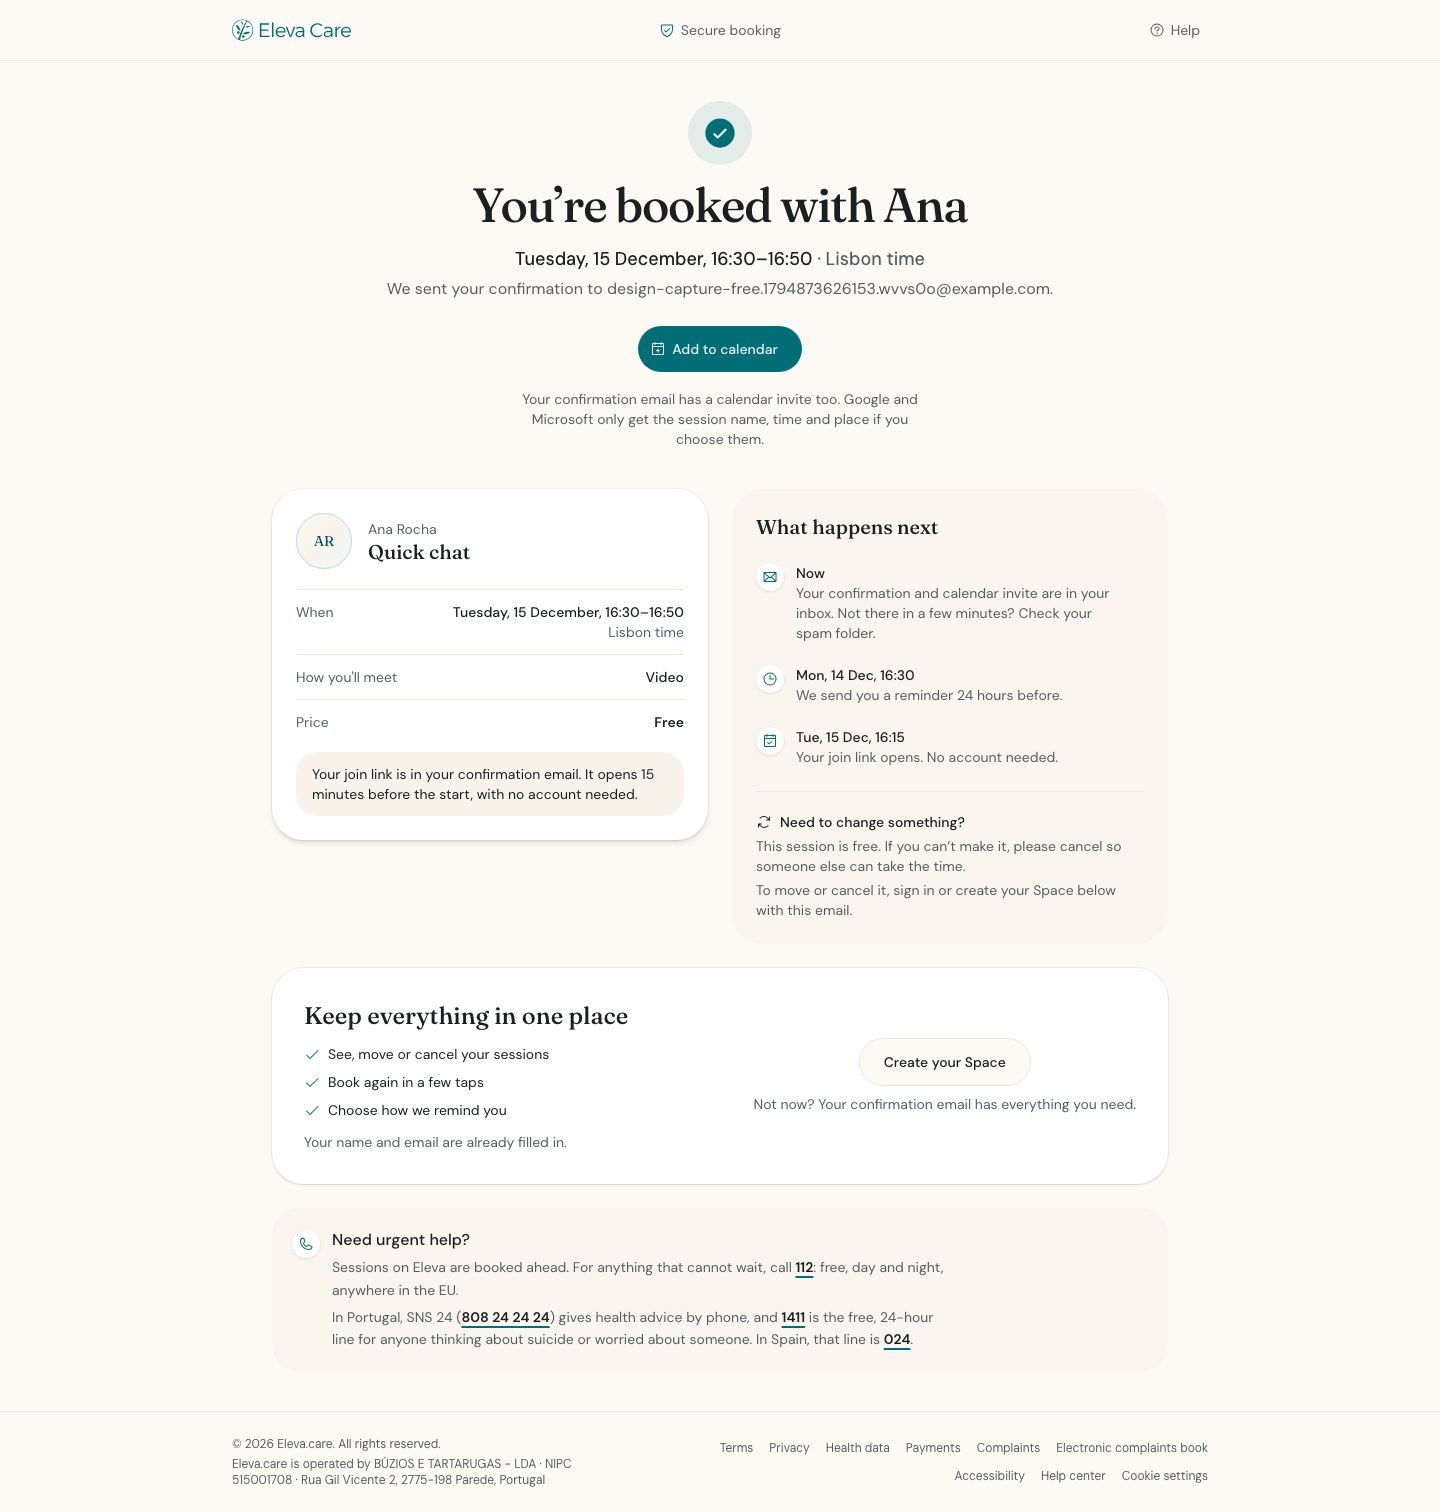 Eleva Care
Secure booking
Help
You’re booked with Ana
Tuesday, 15 December, 16:30–16:50 · Lisbon time
We sent your confirmation to design-capture-free.1794873626153.wvvs0o@example.com.
Add to calendar
Your confirmation email has a calendar invite too. Google and
Microsoft only get the session name, time and place if you
choose them.
AR
Ana Rocha
Quick chat
When
Tuesday, 15 December, 16:30–16:50
Lisbon time
How you'll meet
Video
Price
Free
Your join link is in your confirmation email. It opens 15
minutes before the start, with no account needed.
What happens next
Now
Your confirmation and calendar invite are in your
inbox. Not there in a few minutes? Check your
spam folder.
Mon, 14 Dec, 16:30
We send you a reminder 24 hours before.
Tue, 15 Dec, 16:15
Your join link opens. No account needed.
Need to change something?
This session is free. If you can’t make it, please cancel so
someone else can take the time.
To move or cancel it, sign in or create your Space below
with this email.
Keep everything in one place
See, move or cancel your sessions
Book again in a few taps
Choose how we remind you
Your name and email are already filled in.
Create your Space
Not now? Your confirmation email has everything you need.
Need urgent help?
Sessions on Eleva are booked ahead. For anything that cannot wait, call 112: free, day and night,
anywhere in the EU.
In Portugal, SNS 24 (808 24 24 24) gives health advice by phone, and 1411 is the free, 24-hour
line for anyone thinking about suicide or worried about someone. In Spain, that line is 024.
© 2026 Eleva.care. All rights reserved.
Eleva.care is operated by BÚZIOS E TARTARUGAS - LDA · NIPC
515001708 · Rua Gil Vicente 2, 2775-198 Parede, Portugal
Terms Privacy Health data Payments Complaints Electronic complaints book
Accessibility Help center Cookie settings